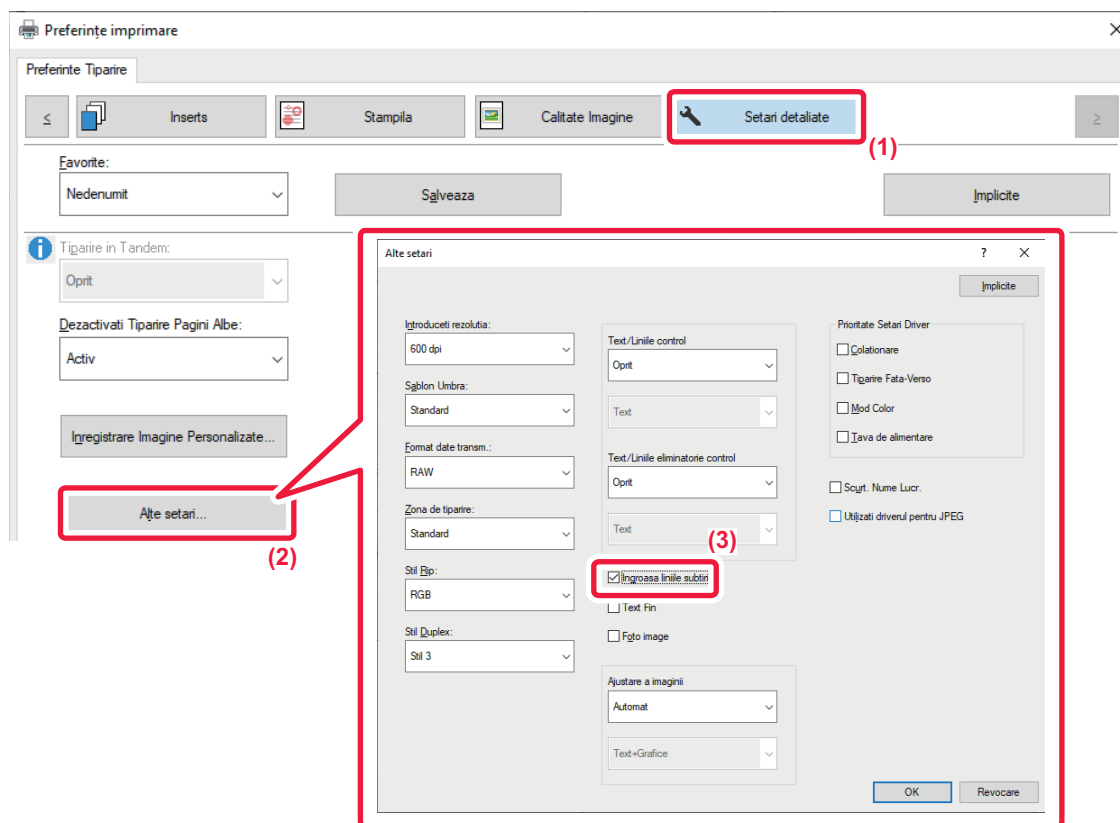 Preferințe imprimare
Preferinte Tiparire
<
Inserts
Stampila
Calitate Imagine
Setari detaliate
>
(1)
Favorite:
Nedenumit
Salveaza
Implicite
Tiparire in Tandem:
Oprit
Dezactivati Tiparire Pagini Albe:
Activ
Inregistrare Imagine Personalizate...
Alte setari...
(2)
Alte setari
?
Implicite
Introduceti rezolutia:
600 dpi
Sablon Umbra:
Standard
Format date transm.:
RAW
Zona de tiparire:
Standard
Stil Rip:
RGB
Stil Duplex:
Stil 3
Text/Liniile control
Oprit
Text
Text/Liniile eliminatorie control
Oprit
Text
(3)
Ingroasa liniile subtiri
Text Fin
Foto image
Ajustare a imaginii
Automat
Text+Grafice
Prioritate Setari Driver
Colationare
Tiparire Fata-Verso
Mod Color
Tava de alimentare
Scurt. Nume Lucr.
Utilizati driverul pentru JPEG
OK
Revocare